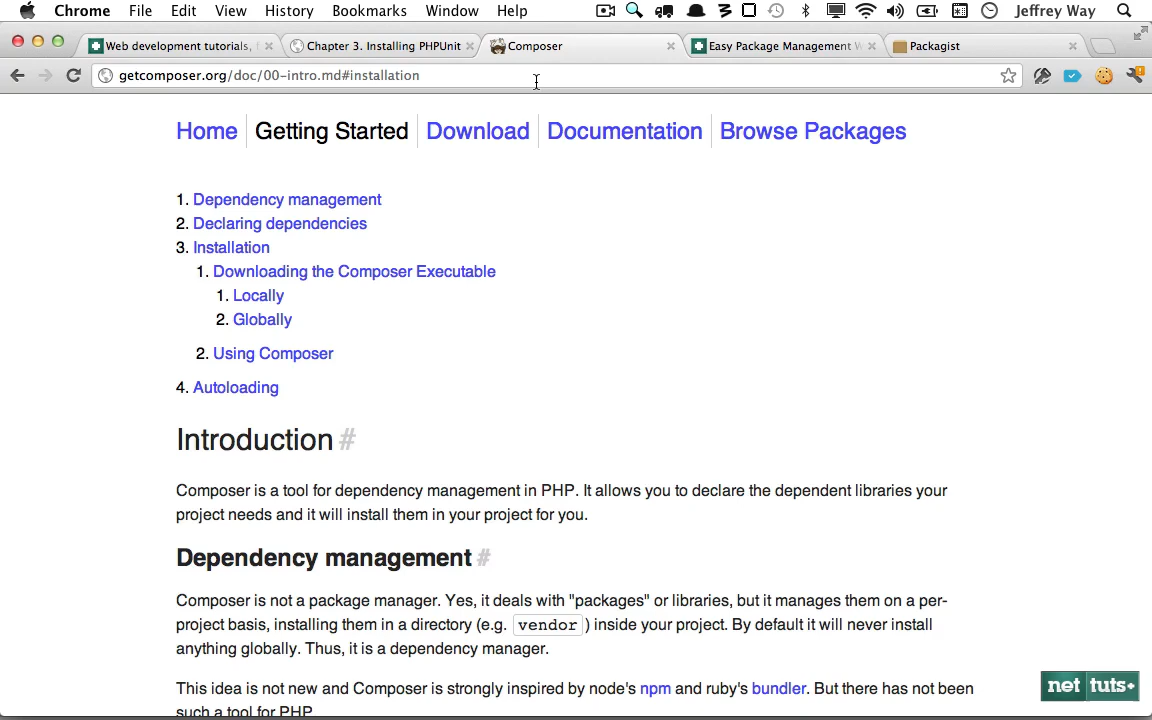 Chrome File Edit View History Bookmarks Window Help Jeffrey Way
Web development tutorials, Chapter 3. Installing PHPUnit Composer Easy Package Management W Packagist
getcomposer.org/doc/00-intro.md#installation
Home Getting Started Download Documentation Browse Packages
1. Dependency management
2. Declaring dependencies
3. Installation
1. Downloading the Composer Executable
1. Locally
2. Globally
2. Using Composer
4. Autoloading
Introduction #
Composer is a tool for dependency management in PHP. It allows you to declare the dependent libraries your
project needs and it will install them in your project for you.
Dependency management #
Composer is not a package manager. Yes, it deals with "packages" or libraries, but it manages them on a per-
project basis, installing them in a directory (e.g. vendor ) inside your project. By default it will never install
anything globally. Thus, it is a dependency manager.
This idea is not new and Composer is strongly inspired by node's npm and ruby's bundler. But there has not been
such a tool for PHP
net tuts+